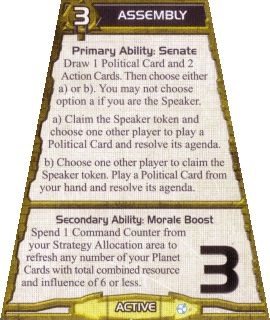 3 ASSEMBLY
Primary Ability: Senate
Draw 1 Political Card and 2
Action Cards. Then choose either
a) or b). You may not choose
option a if you are the Speaker.
a) Claim the Speaker token and
choose one other player to play a
Political Card and resolve its agenda.
b) Choose one other player to claim the
Speaker token. Play a Political Card from
your hand and resolve its agenda.
Secondary Ability: Morale Boost
Spend 1 Command Counter from
your Strategy Allocation area to
refresh any number of your Planet
Cards with total combined resource
and influence of 6 or less.
3
ACTIVE